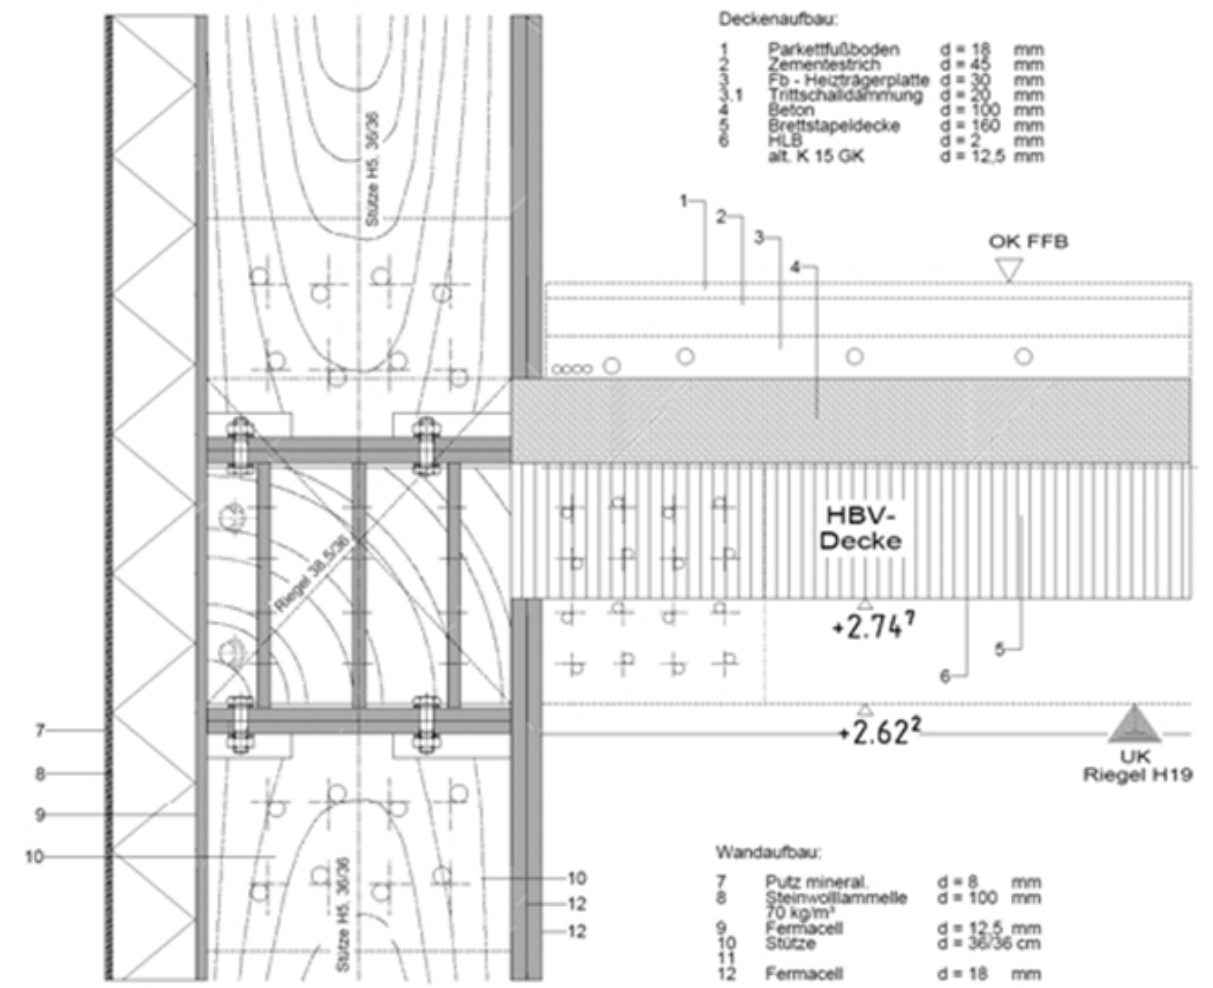 Deckenaufbau:
1 Parkettfußboden d = 18 mm
2 Zementestrich d = 45 mm
3 Fb - Heizträgerplatte d = 30 mm
3.1 Trittschalldämmung d = 20 mm
4 Beton d = 100 mm
5 Brettstapeldecke d = 160 mm
6 HLB d = 2 mm
alt. K 15 GK d = 12,5 mm
Stütze H5, 36/36
1
2
3
4
OK FFB
HBV-
Decke
Riegel 38.5/36
+2.74⁷
5
6
+2.62²
UK
Riegel H19
7
8
9
10
Stütze H5, 36/36
10
12
12
Wandaufbau:
7 Putz mineral. d = 8 mm
8 Steinwolllammelle d = 100 mm
70 kg/m³
9 Fermacell d = 12,5 mm
10 Stütze d = 36/36 cm
11
12 Fermacell d = 18 mm